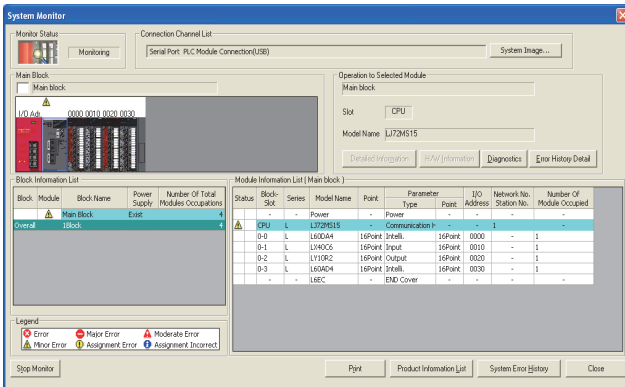 System Monitor
Monitor Status
Monitoring
Connection Channel List
Serial Port PLC Module Connection(USB)
System Image...
Main Block
Main block
I/O Adr. 0000 0010 0020 0030
Operation to Selected Module
Main block
Slot CPU
Model Name LJ72MS15
Detailed Information H/W Information Diagnostics Error History Detail
Block Information List
Block Module Block Name Power Supply Number Of Total Modules Occupations
Main Block Exist 4
Overall 1Block 4
Module Information List ( Main block )
Status Block-Slot Series Model Name Point Parameter Type Point I/O Address Network No. Station No. Number Of Module Occupied
- - Power - Power - - - -
CPU L LJ72MS15 - Communication H - - 1 -
0-0 L L60DA4 16Point Intelli. 16Point 0000 - 1
0-1 L LX40C6 16Point Input 16Point 0010 - 1
0-2 L LY10R2 16Point Output 16Point 0020 - 1
0-3 L L60AD4 16Point Intelli. 16Point 0030 - 1
- - L6EC - END Cover - - - -
Legend
Error Major Error Moderate Error
Minor Error Assignment Error Assignment Incorrect
Stop Monitor Print Product Information List System Error History Close